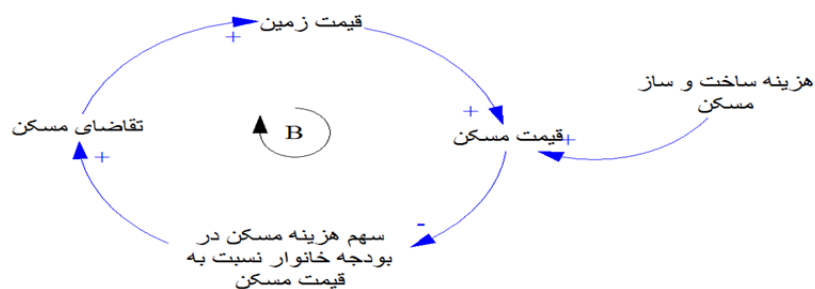 قیمت زمین
+
هزینه ساخت و ساز
مسکن
+
تقاضای مسکن
B
قیمت مسکن
+
+
-
سهم هزینه مسکن در
بودجه خانوار نسبت به
قیمت مسکن